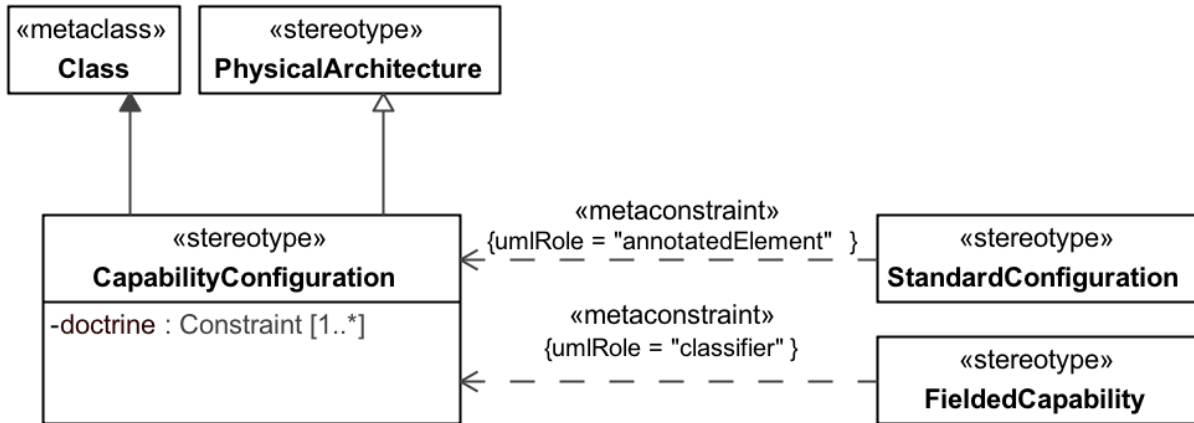 «metaclass»
Class
«stereotype»
PhysicalArchitecture
«stereotype»
CapabilityConfiguration
-doctrine : Constraint [1..*]
«metaconstraint»
{umlRole = "annotatedElement" }
«stereotype»
StandardConfiguration
«metaconstraint»
{umlRole = "classifier" }
«stereotype»
FieldedCapability